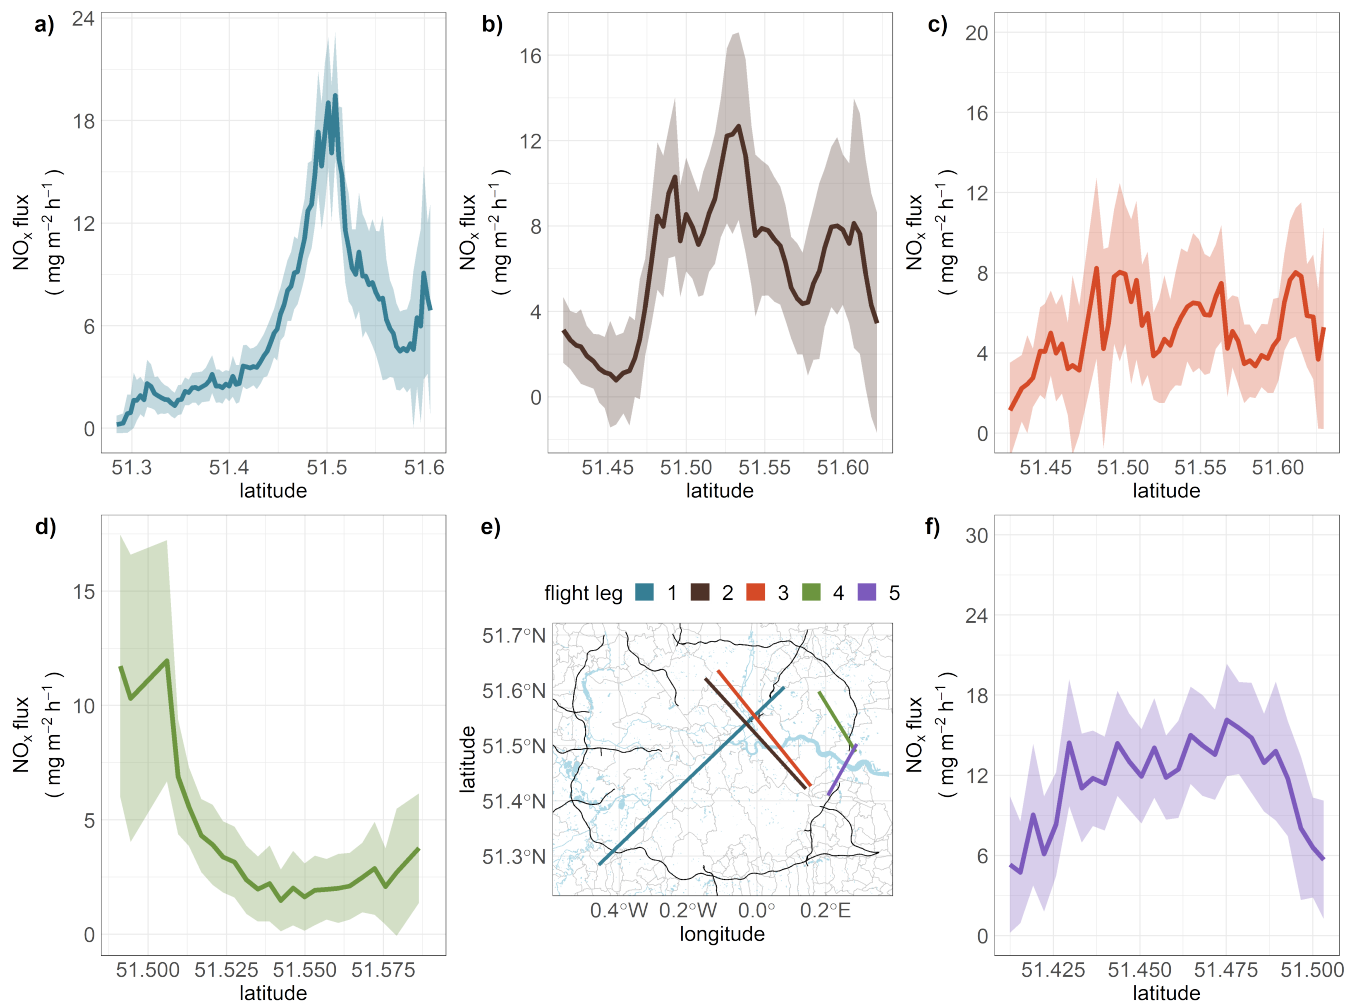 a)
24
18
12
6
0
NOx flux
( mg m−2 h−1 )
51.3
51.4
51.5
51.6
latitude
b)
16
12
8
4
0
NOx flux
( mg m−2 h−1 )
51.45
51.50
51.55
51.60
latitude
c)
20
16
12
8
4
0
NOx flux
( mg m−2 h−1 )
51.45
51.50
51.55
51.60
latitude
d)
15
10
5
0
NOx flux
( mg m−2 h−1 )
51.500
51.525
51.550
51.575
latitude
e)
flight leg 1 2 3 4 5
51.7°N
51.6°N
51.5°N
51.4°N
51.3°N
latitude
0.4°W 0.2°W 0.0° 0.2°E
longitude
f)
30
24
18
12
6
0
NOx flux
( mg m−2 h−1 )
51.425
51.450
51.475
51.500
latitude